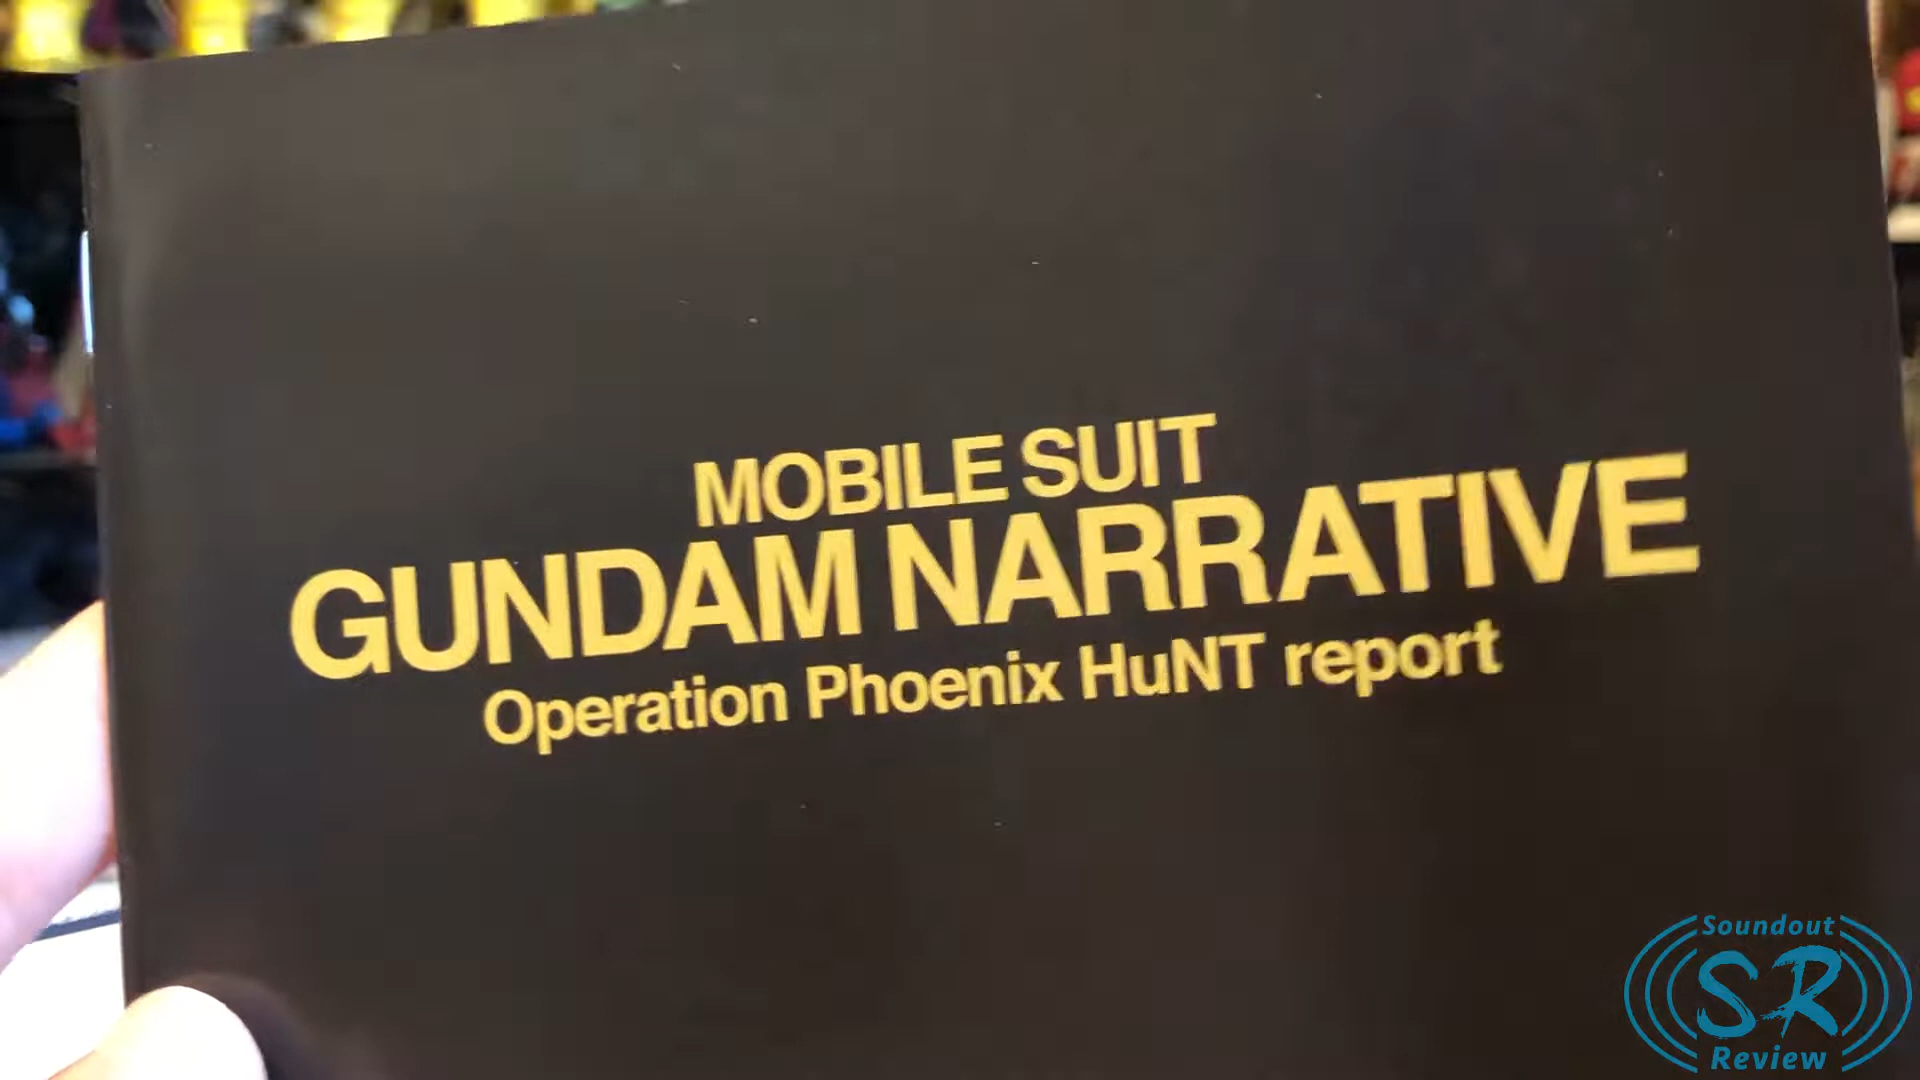 MOBILE SUIT
GUNDAM NARRATIVE
Operation Phoenix HuNT report
Soundout
SR
Review